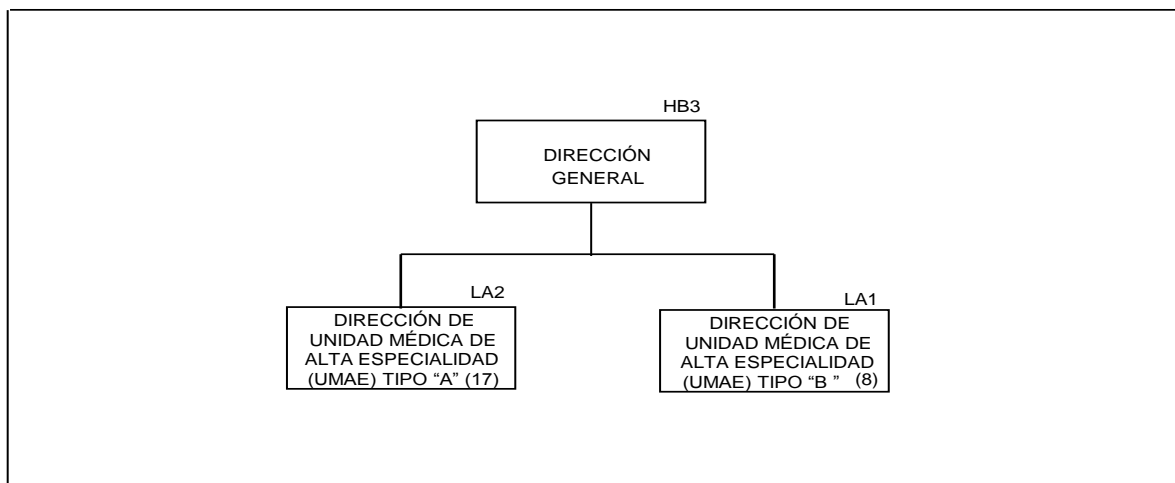 HB3
DIRECCIÓN
GENERAL
LA2
DIRECCIÓN DE
UNIDAD MÉDICA DE
ALTA ESPECIALIDAD
(UMAE) TIPO “A” (17)
LA1
DIRECCIÓN DE
UNIDAD MÉDICA DE
ALTA ESPECIALIDAD
(UMAE) TIPO “B ” (8)